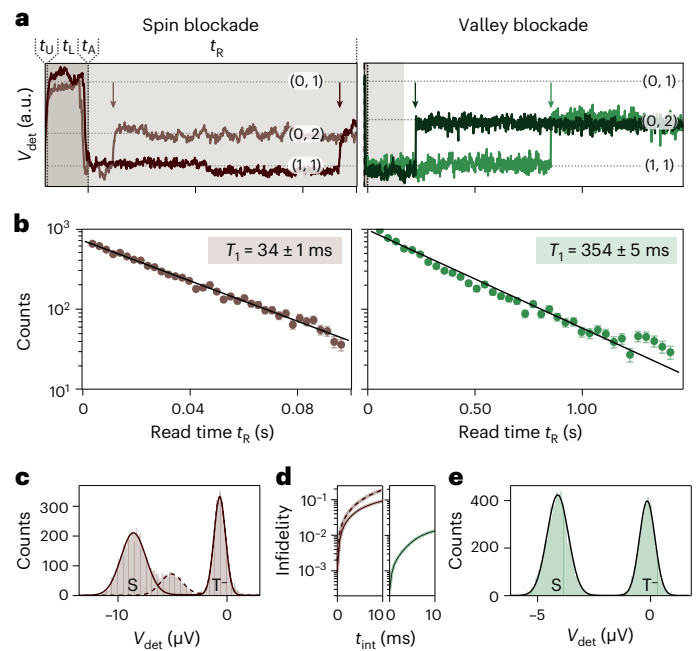 a
Spin blockade
Valley blockade
tU tL tA tR
(0, 1)
(0, 2)
(1, 1)
Vdet (a.u.)
(0, 1)
(0, 2)
(1, 1)
b
10³
10²
10¹
Counts
T₁ = 34 ± 1 ms
T₁ = 354 ± 5 ms
0 0.04 0.08
0 0.50 1.00
Read time tR (s)
Read time tR (s)
c
300
200
100
0
Counts
S T⁻
−10 0
Vdet (µV)
d
10⁻¹
10⁻²
10⁻³
Infidelity
0 10 0 10
tint (ms)
e
400
200
0
Counts
S T⁻
−5 0
Vdet (µV)